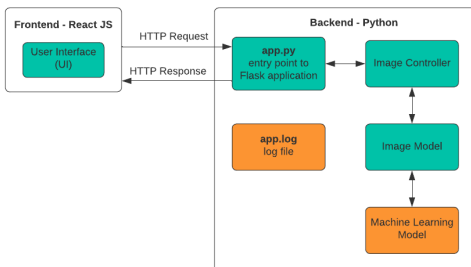 Frontend - React JS
User Interface
(UI)
HTTP Request
HTTP Response
Backend - Python
app.py
entry point to
Flask application
Image Controller
app.log
log file
Image Model
Machine Learning
Model